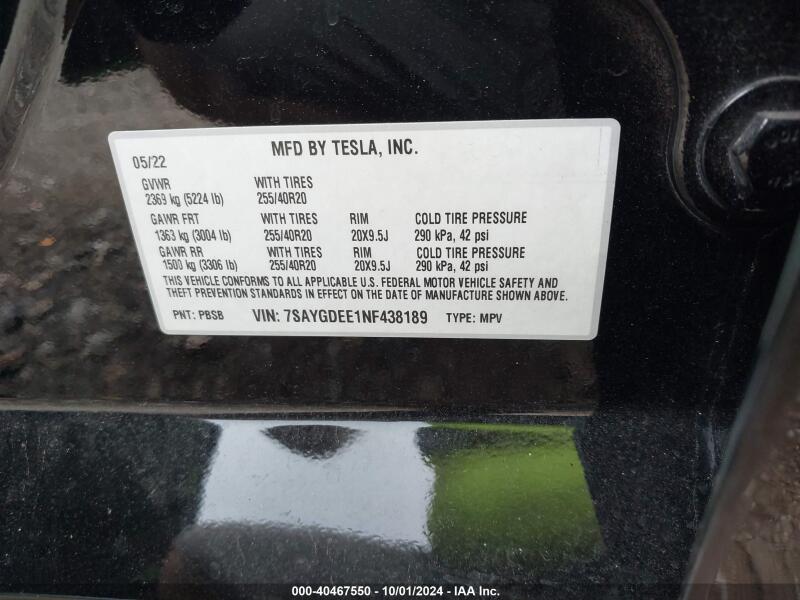 MFD BY TESLA, INC.
05/22
GVWR WITH TIRES
2369 kg (5224 lb) 255/40R20
GAWR FRT WITH TIRES RIM COLD TIRE PRESSURE
1363 kg (3004 lb) 255/40R20 20X9.5J 290 kPa, 42 psi
GAWR RR WITH TIRES RIM COLD TIRE PRESSURE
1500 kg (3306 lb) 255/40R20 20X9.5J 290 kPa, 42 psi
THIS VEHICLE CONFORMS TO ALL APPLICABLE U.S. FEDERAL MOTOR VEHICLE SAFETY AND
THEFT PREVENTION STANDARDS IN EFFECT ON THE DATE OF MANUFACTURE SHOWN ABOVE.
PNT: PBSB VIN: 7SAYGDEE1NF438189 TYPE: MPV
000-40467550 - 10/01/2024 - IAA Inc.